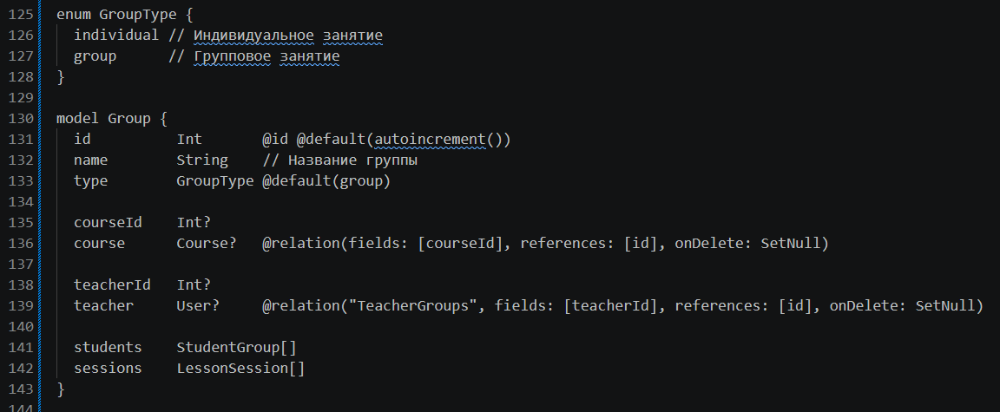 125 enum GroupType {
126   individual // Индивидуальное занятие
127   group      // Групповое занятие
128 }
129
130 model Group {
131   id          Int       @id @default(autoincrement())
132   name        String    // Название группы
133   type        GroupType @default(group)
134
135   courseId    Int?
136   course      Course?   @relation(fields: [courseId], references: [id], onDelete: SetNull)
137
138   teacherId   Int?
139   teacher     User?     @relation("TeacherGroups", fields: [teacherId], references: [id], onDelete: SetNull)
140
141   students    StudentGroup[]
142   sessions    LessonSession[]
143 }
144